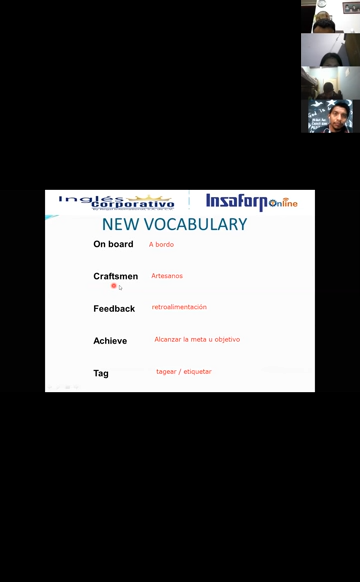 Inglés
Corporativo
Insaforp Online
NEW VOCABULARY
On board A bordo
Craftsmen Artesanos
Feedback retroalimentación
Achieve Alcanzar la meta u objetivo
Tag tagear / etiquetar